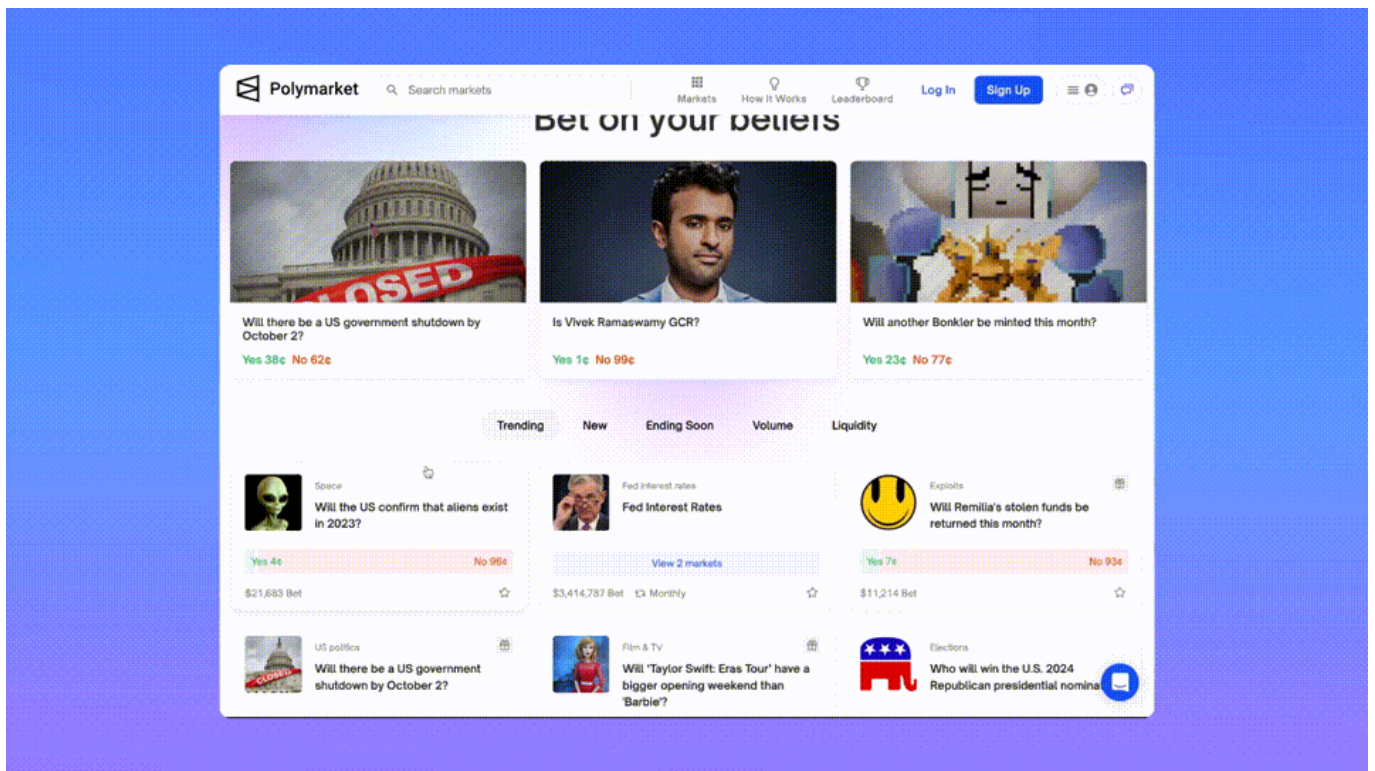 Polymarket
Search markets
Markets
How It Works
Leaderboard
Log In
Sign Up
Bet on your beliefs
CLOSED
Will there be a US government shutdown by
October 2?
Yes 38¢ No 62¢
Is Vivek Ramaswamy GCR?
Yes 1¢ No 99¢
Will another Bonkler be minted this month?
Yes 23¢ No 77¢
Trending
New
Ending Soon
Volume
Liquidity
Space
Will the US confirm that aliens exist
in 2023?
Yes 4¢
No 96¢
$21,683 Bet
Fed interest rates
Fed Interest Rates
View 2 markets
$3,414,787 Bet
Monthly
Exploits
Will Remilia's stolen funds be
returned this month?
Yes 7¢
No 93¢
$11,214 Bet
US politics
CLOSED
Will there be a US government
shutdown by October 2?
Film & TV
Will 'Taylor Swift: Eras Tour' have a
bigger opening weekend than
'Barbie'?
Elections
Who will win the U.S. 2024
Republican presidential nomina